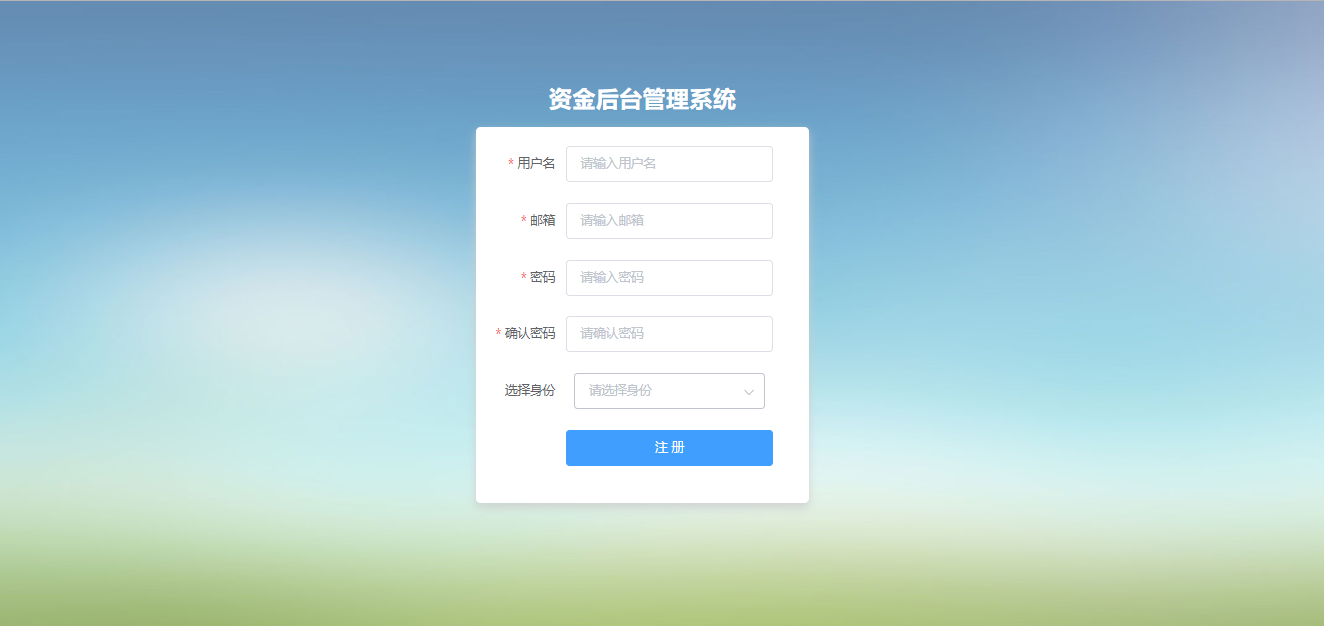 资金后台管理系统
* 用户名 请输入用户名
* 邮箱 请输入邮箱
* 密码 请输入密码
* 确认密码 请确认密码
选择身份 请选择身份
注 册